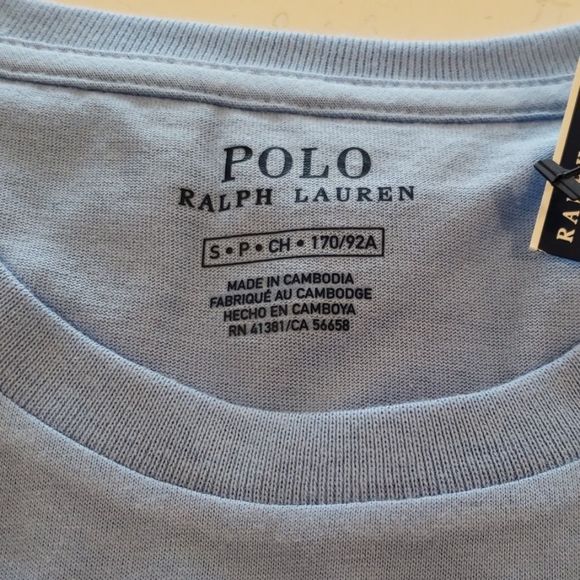 POLO
RALPH LAUREN
S • P • CH • 170/92A
MADE IN CAMBODIA
FABRIQUÉ AU CAMBODGE
HECHO EN CAMBOYA
RN 41381/CA 56658